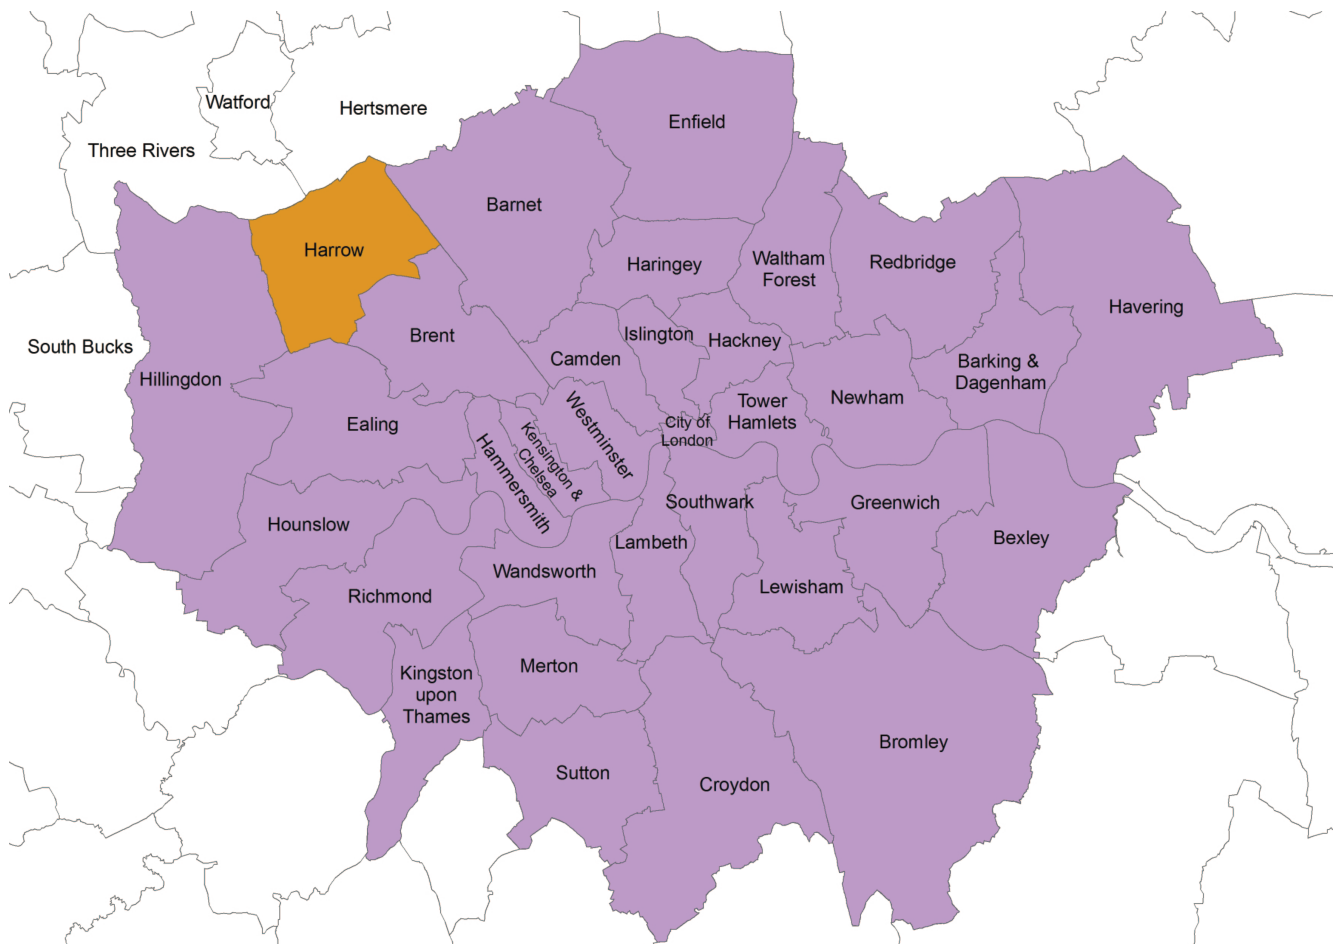 Watford
Hertsmere
Three Rivers
Enfield
Barnet
Harrow
Haringey
Waltham
Forest
Redbridge
Havering
South Bucks
Hillingdon
Brent
Camden
Islington
Hackney
Barking &
Dagenham
Ealing
Westminster
Tower
Hamlets
Newham
City of
London
Kensington &
Chelsea
Hammersmith
Hounslow
Southwark
Greenwich
Bexley
Lambeth
Wandsworth
Richmond
Lewisham
Kingston
upon
Thames
Merton
Sutton
Croydon
Bromley